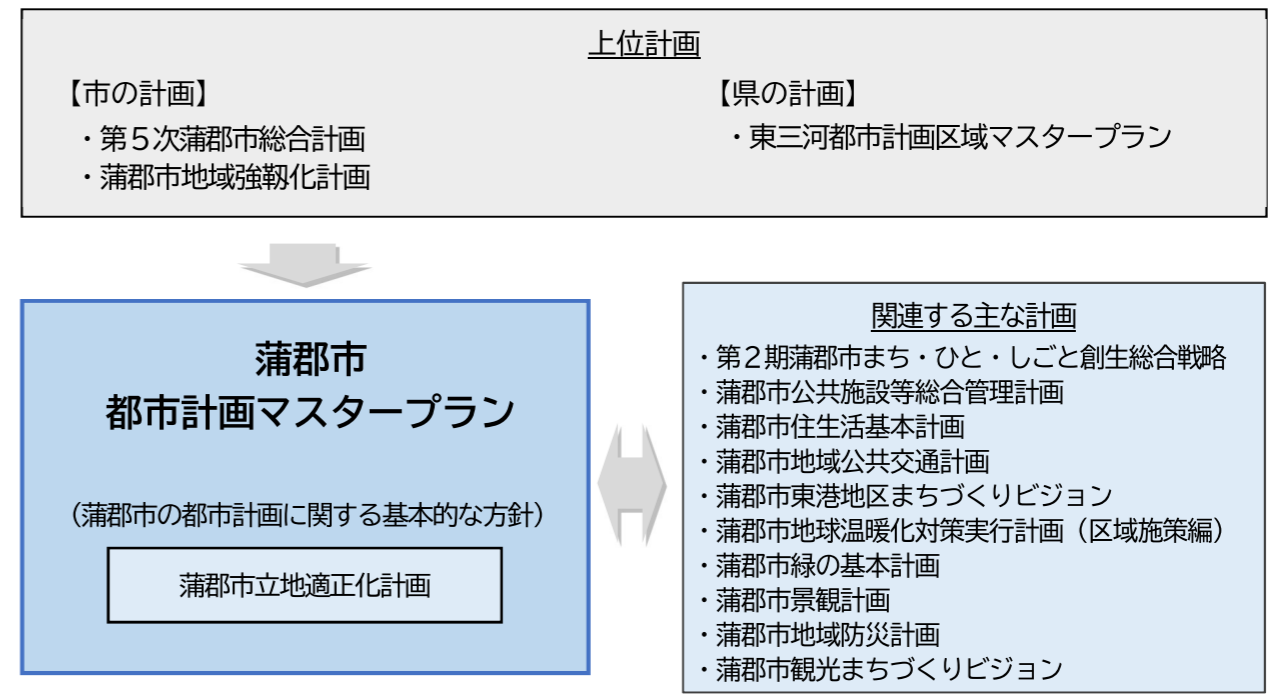 上位計画
【市の計画】
・第５次蒲郡市総合計画
・蒲郡市地域強靱化計画
【県の計画】
・東三河都市計画区域マスタープラン
蒲郡市
都市計画マスタープラン
（蒲郡市の都市計画に関する基本的な方針）
蒲郡市立地適正化計画
関連する主な計画
・第２期蒲郡市まち・ひと・しごと創生総合戦略
・蒲郡市公共施設等総合管理計画
・蒲郡市住生活基本計画
・蒲郡市地域公共交通計画
・蒲郡市東港地区まちづくりビジョン
・蒲郡市地球温暖化対策実行計画（区域施策編）
・蒲郡市緑の基本計画
・蒲郡市景観計画
・蒲郡市地域防災計画
・蒲郡市観光まちづくりビジョン